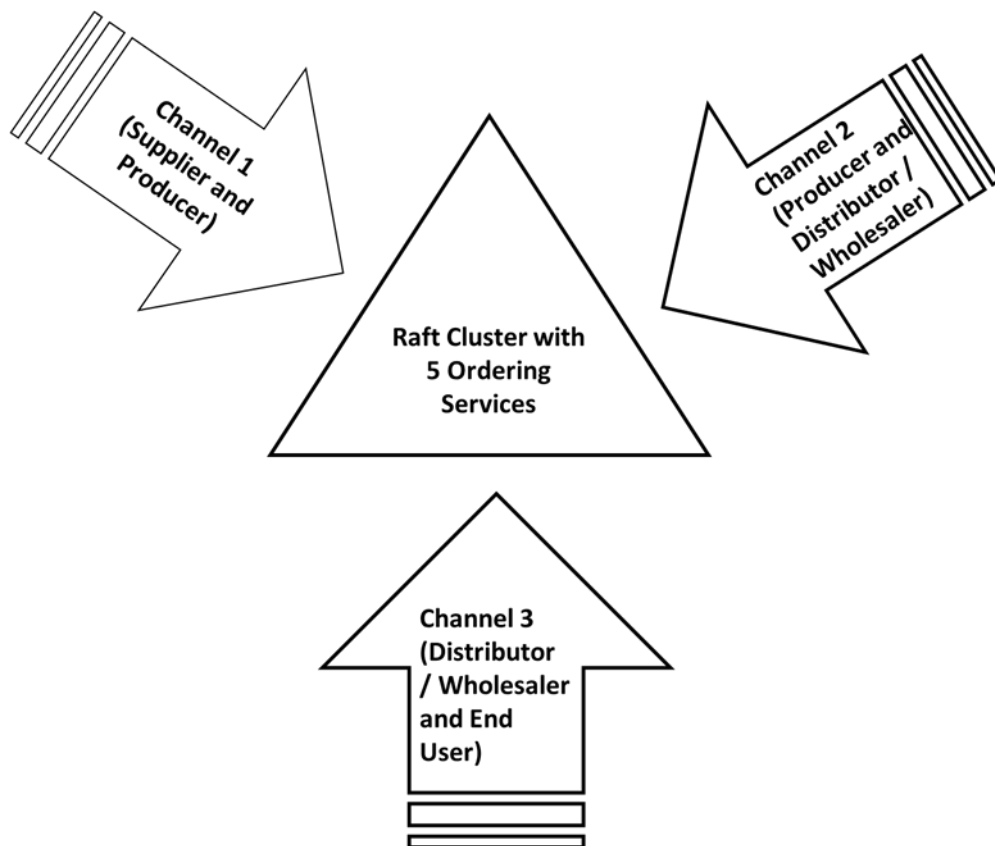 Channel 1
(Supplier and
Producer)
Channel 2
(Producer and
Distributor /
Wholesaler)
Raft Cluster with
5 Ordering
Services
Channel 3
(Distributor
/ Wholesaler
and End
User)